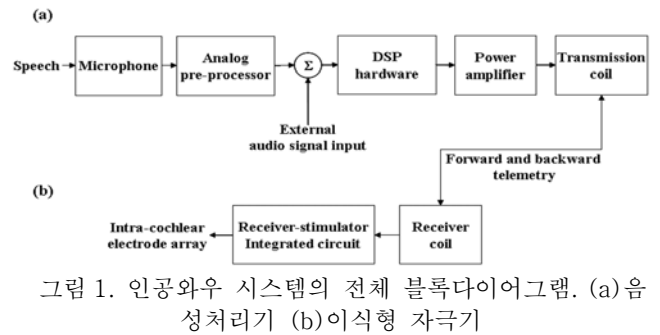 (a)
Speech
Microphone
Analog
pre-processor
Σ
DSP
hardware
Power
amplifier
Transmission
coil
External
audio signal input
Forward and backward
telemetry
(b)
Intra-cochlear
electrode array
Receiver-stimulator
Integrated circuit
Receiver
coil
그림 1. 인공와우 시스템의 전체 블록다이어그램. (a)음
성처리기 (b)이식형 자극기